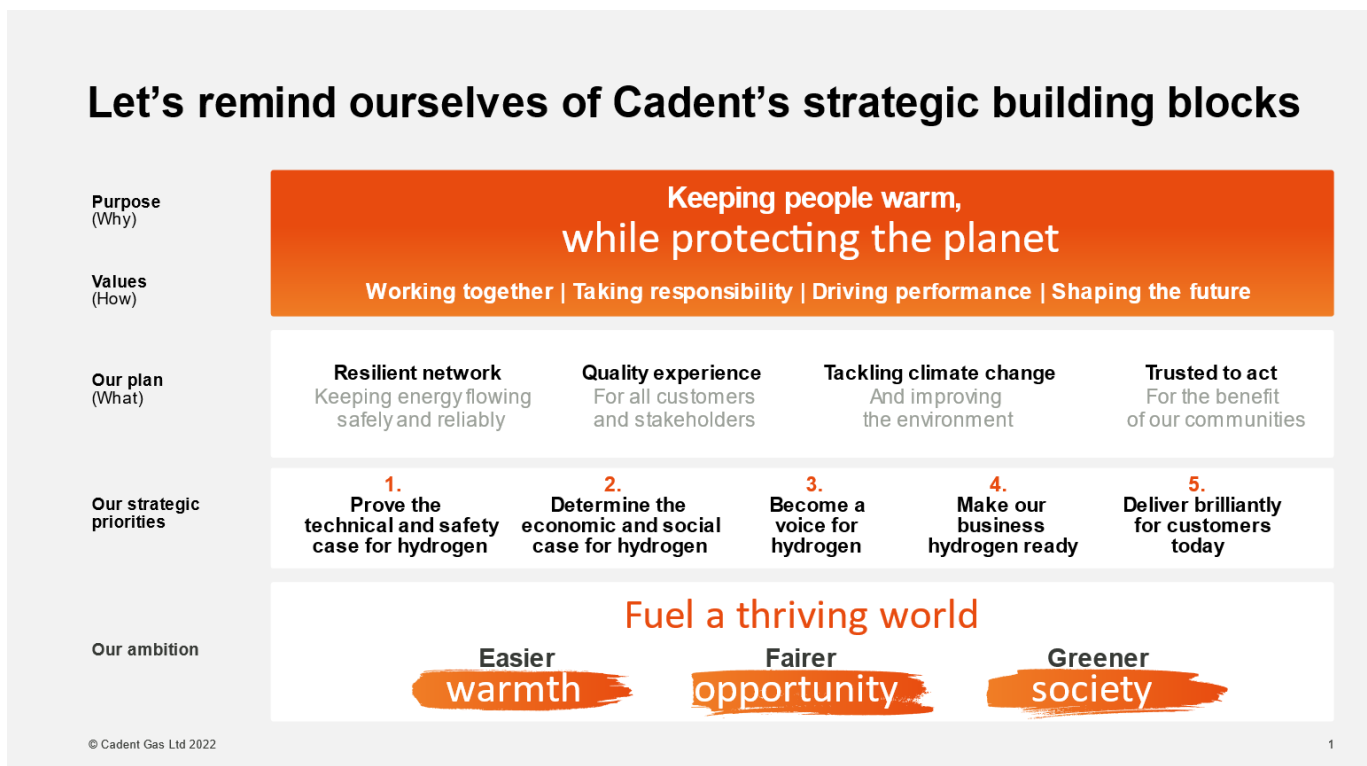 Let’s remind ourselves of Cadent’s strategic building blocks
Purpose
(Why)
Keeping people warm,
while protecting the planet
Values
(How)
Working together | Taking responsibility | Driving performance | Shaping the future
Our plan
(What)
Resilient network
Keeping energy flowing
safely and reliably
Quality experience
For all customers
and stakeholders
Tackling climate change
And improving
the environment
Trusted to act
For the benefit
of our communities
Our strategic
priorities
1.
Prove the
technical and safety
case for hydrogen
2.
Determine the
economic and social
case for hydrogen
3.
Become a
voice for
hydrogen
4.
Make our
business
hydrogen ready
5.
Deliver brilliantly
for customers
today
Our ambition
Fuel a thriving world
Easier
warmth
Fairer
opportunity
Greener
society
© Cadent Gas Ltd 2022
1